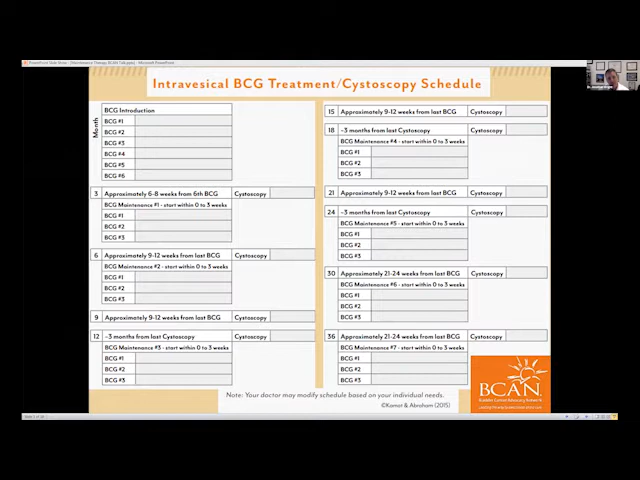 Intravesical BCG Treatment/Cystoscopy Schedule
Month
BCG Introduction
BCG #1
BCG #2
BCG #3
BCG #4
BCG #5
BCG #6
3 Approximately 6-8 weeks from 6th BCG Cystoscopy
BCG Maintenance #1 - start within 0 to 3 weeks
BCG #1
BCG #2
BCG #3
6 Approximately 9-12 weeks from last BCG Cystoscopy
BCG Maintenance #2 - start within 0 to 3 weeks
BCG #1
BCG #2
BCG #3
9 Approximately 9-12 weeks from last BCG Cystoscopy
12 ~3 months from last Cystoscopy Cystoscopy
BCG Maintenance #3 - start within 0 to 3 weeks
BCG #1
BCG #2
BCG #3
15 Approximately 9-12 weeks from last BCG Cystoscopy
18 ~3 months from last Cystoscopy Cystoscopy
BCG Maintenance #4 - start within 0 to 3 weeks
BCG #1
BCG #2
BCG #3
21 Approximately 9-12 weeks from last BCG Cystoscopy
24 ~3 months from last Cystoscopy Cystoscopy
BCG Maintenance #5 - start within 0 to 3 weeks
BCG #1
BCG #2
BCG #3
30 Approximately 21-24 weeks from last BCG Cystoscopy
BCG Maintenance #6 - start within 0 to 3 weeks
BCG #1
BCG #2
BCG #3
36 Approximately 21-24 weeks from last BCG Cystoscopy
BCG Maintenance #7 - start within 0 to 3 weeks
BCG #1
BCG #2
BCG #3
BCAN
Bladder Cancer Advocacy Network
Note: Your doctor may modify schedule based on your individual needs.
©Kamat & Abraham (2015)